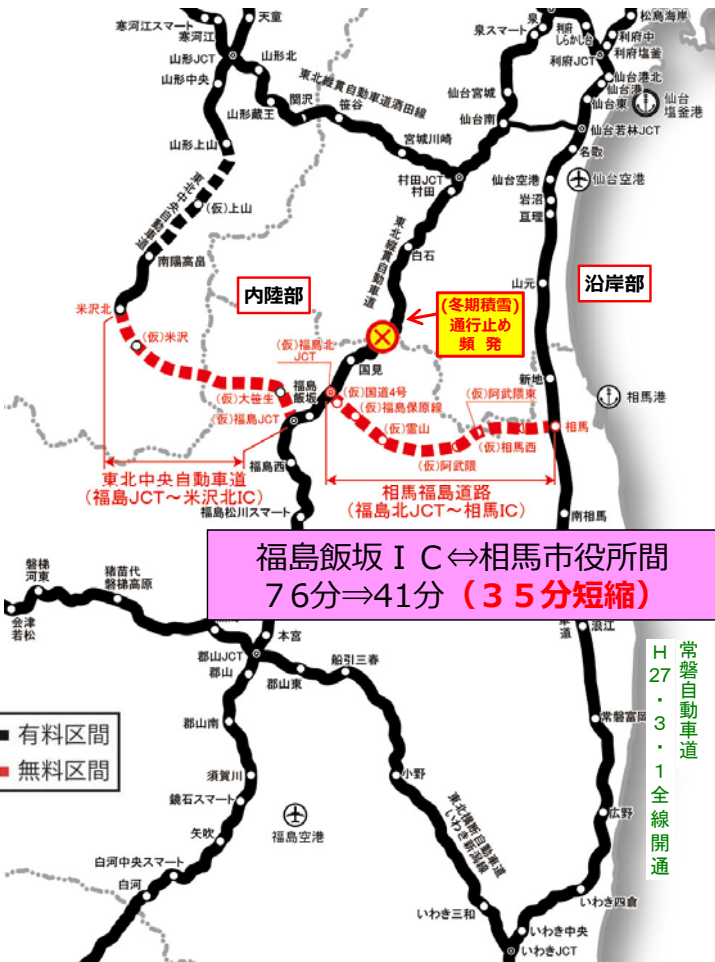 寒河江スマート
寒河江
天童
泉スマート
泉
利府しらかし台
松島海岸
利府中
利府塩釜
利府JCT
山形JCT
山形北
山形中央
山形蔵王
関沢
笹谷
東北縦貫自動車道酒田線
宮城川崎
仙台宮城
仙台南
仙台港北
仙台港
仙台東
仙台
塩釜港
仙台若林JCT
名取
山形上山
村田JCT
村田
仙台空港
仙台空港
岩沼
亘理
東北中央自動車道
(仮)上山
東北縦貫自動車道
白石
南陽高畠
山元
内陸部
沿岸部
米沢北
(仮)米沢
(冬期積雪)
通行止め
頻 発
(仮)福島北
JCT
国見
新地
相馬港
(仮)大笹生
福島
飯坂
(仮)国道4号
(仮)福島保原線
(仮)阿武隈東
(仮)福島JCT
(仮)霊山
(仮)相馬西
相馬
(仮)阿武隈
福島西
東北中央自動車道
(福島JCT～米沢北IC)
相馬福島道路
(福島北JCT～相馬IC)
福島松川スマート
南相馬
福島飯坂ＩＣ⇔相馬市役所間
７６分⇒41分（３５分短縮）
磐梯
河東
猪苗代
磐梯高原
会津
若松
本宮
車
道
浪江
郡山JCT
郡山
郡山東
船引三春
常磐自動車道
Ｈ27・3・1全線開通
常磐富岡
有料区間
無料区間
郡山南
須賀川
鏡石スマート
小野
福島空港
東北横断自動車道
いわき新潟線
広野
矢吹
白河中央スマート
白河
いわき三和
いわき四倉
いわき中央
いわきJCT